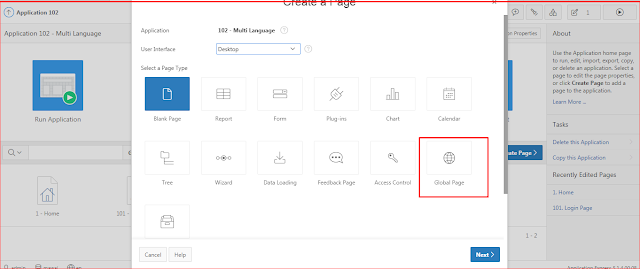 Create a Page
Application 102
Application 102 - Multi Language
Run Application
1 - Home
101 -
Application 102 - Multi Language
User Interface Desktop
Select a Page Type
Blank Page Report Form Plug-ins Chart Calendar
Tree Wizard Data Loading Feedback Page Access Control Global Page
Cancel Help Next
1
Properties
Create Page
1 - 2
About
Use the Application home page
to run, edit, import, export, copy,
or delete an application. Select a
page to edit the page properties,
or click Create Page to add a
page to the application.
Learn More ...
Tasks
Delete this Application
Copy this Application
Recently Edited Pages
1. Home
101. Login Page